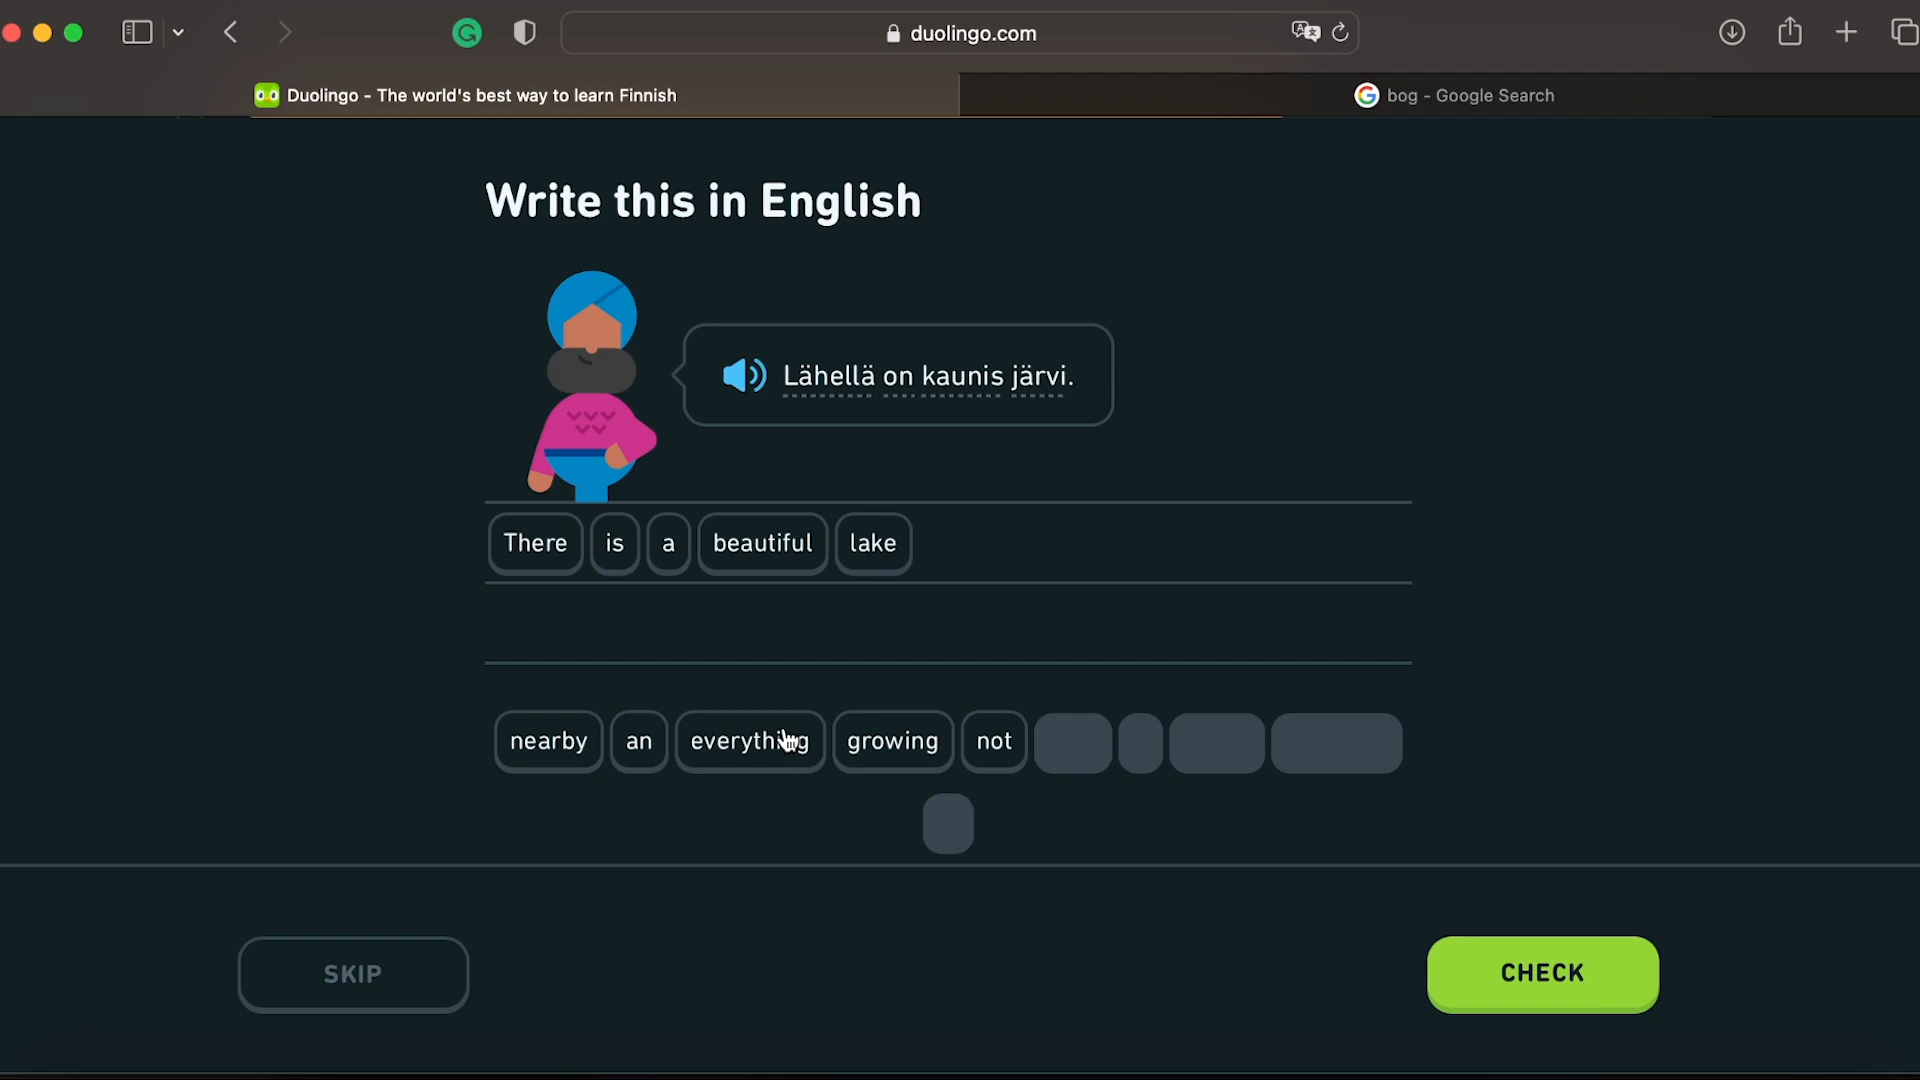 duolingo.com
Duolingo - The world's best way to learn Finnish
bog - Google Search
Write this in English
Lähellä on kaunis järvi.
There is a beautiful lake
nearby an everything growing not
SKIP
CHECK